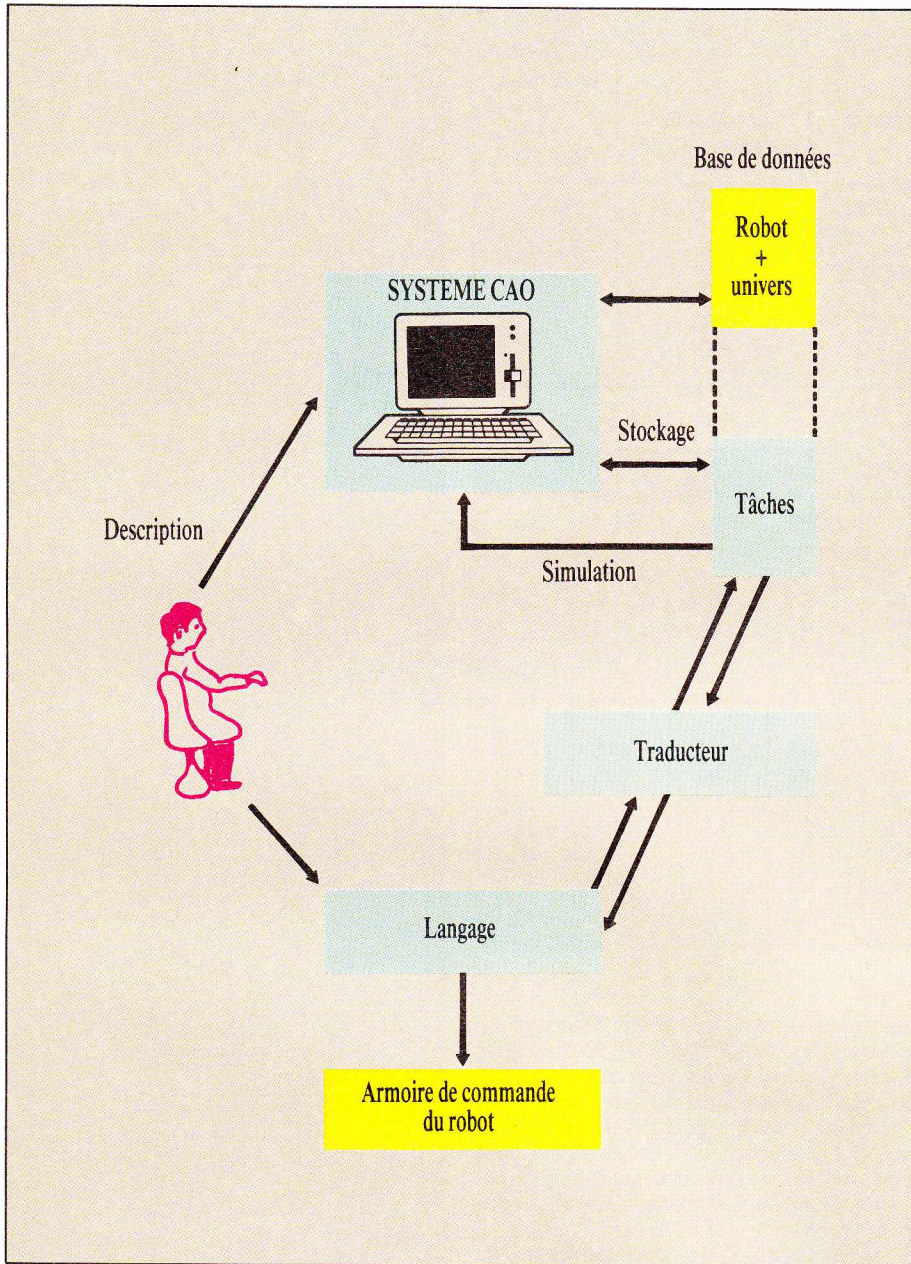 Base de données
Robot
+
univers
SYSTEME CAO
Stockage
Tâches
Description
Simulation
Traducteur
Langage
Armoire de commande
du robot